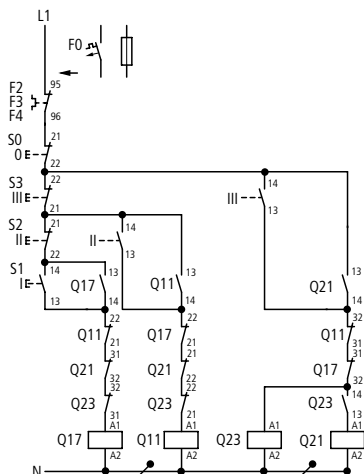 L1
F0
F2 95
F3
F4 96
S0 21
0 E 22
S3 22 14
III E III
21 13
S2 21 14
II E II
22 13
S1 14 Q17 13 Q11 13 Q21 13
I E 13 14 14 14
Q11 22 Q17 22 Q11 32
21 21 31
Q21 31 Q21 21 Q17 31
32 22 32
Q23 32 Q23 22 Q23 14
31 21 13
Q17 A1 Q11 A1 Q23 A1 Q21 A1
A2 A2 A2 A2
N